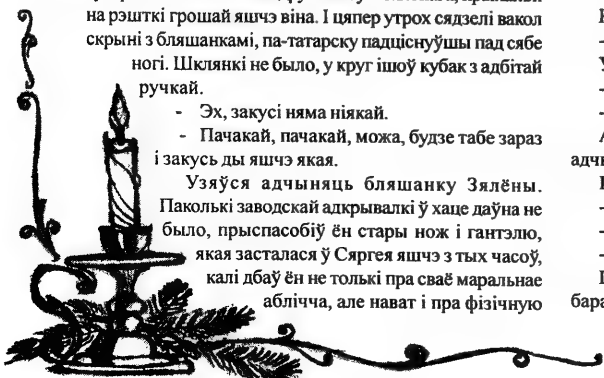 на рэшткі грошай яшчэ віна. І цяпер утрох сядзелі вакол
скрыні з бляшанкамі, па-татарску падціснуўшы пад сябе
ногі. Шклянкі не было, у круг ішоў кубак з адбітай
ручкай.
- Эх, закусі няма ніякай.
- Пачакай, пачакай, можа, будзе табе зараз
і закусь ды яшчэ якая.
Узяўся адчыняць бляшанку Зялёны.
Паколькі заводскай адкрывалкі ў хаце даўна не
было, прыспасобіў ён стары нож і гантэлю,
якая засталася ў Сяргея яшчэ з тых часоў,
калі дбаў ён не толькі пра сваё маральнае
аблічча, але нават і пра фізічную